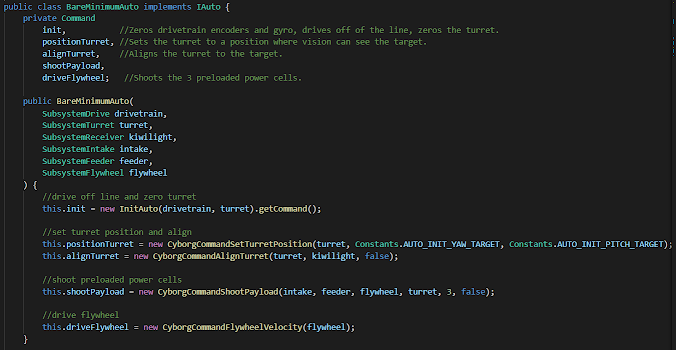 public class BareMinimumAuto implements IAuto {
private Command
init, //Zeros drivetrain encoders and gyro, drives off of the line, zeros the turret.
positionTurret, //Sets the turret to a position where vision can see the target.
alignTurret, //Aligns the turret to the target.
shootPayload,
driveFlywheel; //Shoots the 3 preloaded power cells.
public BareMinimumAuto(
SubsystemDrive drivetrain,
SubsystemTurret turret,
SubsystemReceiver kiwilight,
SubsystemIntake intake,
SubsystemFeeder feeder,
SubsystemFlywheel flywheel
) {
//drive off line and zero turret
this.init = new InitAuto(drivetrain, turret).getCommand();
//set turret position and align
this.positionTurret = new CyborgCommandSetTurretPosition(turret, Constants.AUTO_INIT_YAW_TARGET, Constants.AUTO_INIT_PITCH_TARGET);
this.alignTurret = new CyborgCommandAlignTurret(turret, kiwilight, false);
//shoot preloaded power cells
this.shootPayload = new CyborgCommandShootPayload(intake, feeder, flywheel, turret, 3, false);
//drive flywheel
this.driveFlywheel = new CyborgCommandFlywheelVelocity(flywheel);
}